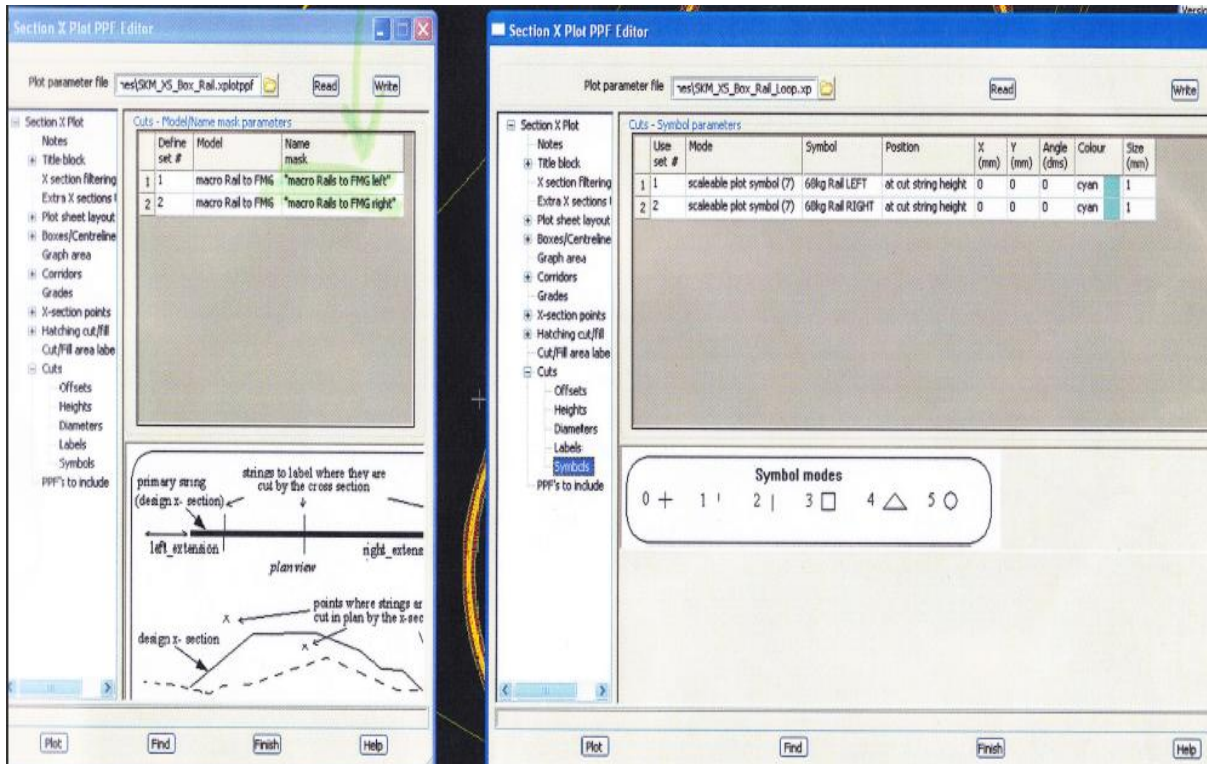 Section X Plot PPF Editor
Plot parameter file nes\SKM_XS_Box_Rail.xplotppf Read Write
Section X Plot
Notes
Title block
X section filtering
Extra X sections
Plot sheet layout
Boxes/Centreline
Graph area
Corridors
Grades
X-section points
Hatching cut/fill
Cut/Fill area labe
Cuts
Offsets
Heights
Diameters
Labels
Symbols
PPF's to include
Cuts - Model/Name mask parameters
Define set # Model Name mask
1 1 macro Rail to FMG "macro Rails to FMG left"
2 2 macro Rail to FMG "macro Rails to FMG right"
primary string
(design x- section)
strings to label where they are
cut by the cross section
left_extension right_extens
plan view
points where strings ar
cut in plan by the x-sec
design x- section
x
x
Plot Find Finish Help
Versio
Section X Plot PPF Editor
Plot parameter file nes\SKM_XS_Box_Rail_Loop.xp Read Write
Section X Plot
Notes
Title block
X section filtering
Extra X sections
Plot sheet layout
Boxes/Centreline
Graph area
Corridors
Grades
X-section points
Hatching cut/fill
Cut/Fill area labe
Cuts
Offsets
Heights
Diameters
Labels
Symbols
PPF's to include
Cuts - Symbol parameters
Use set # Mode Symbol Position X (mm) Y (mm) Angle (dms) Colour Size (mm)
1 1 scaleable plot symbol (7) 68kg Rail LEFT at cut string height 0 0 0 cyan 1
2 2 scaleable plot symbol (7) 68kg Rail RIGHT at cut string height 0 0 0 cyan 1
Symbol modes
0 1 2 3 4 5
Plot Find Finish Help